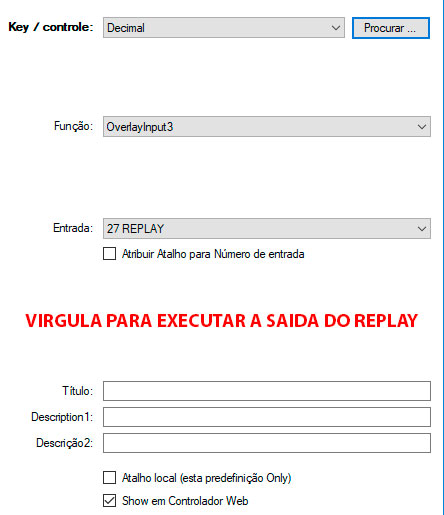 Key / controle: Decimal Procurar ...
Função: OverlayInput3
Entrada: 27 REPLAY
Atribuir Atalho para Número de entrada
VIRGULA PARA EXECUTAR A SAIDA DO REPLAY
Título:
Description1:
Descrição2:
Atalho local (esta predefinição Only)
Show em Controlador Web